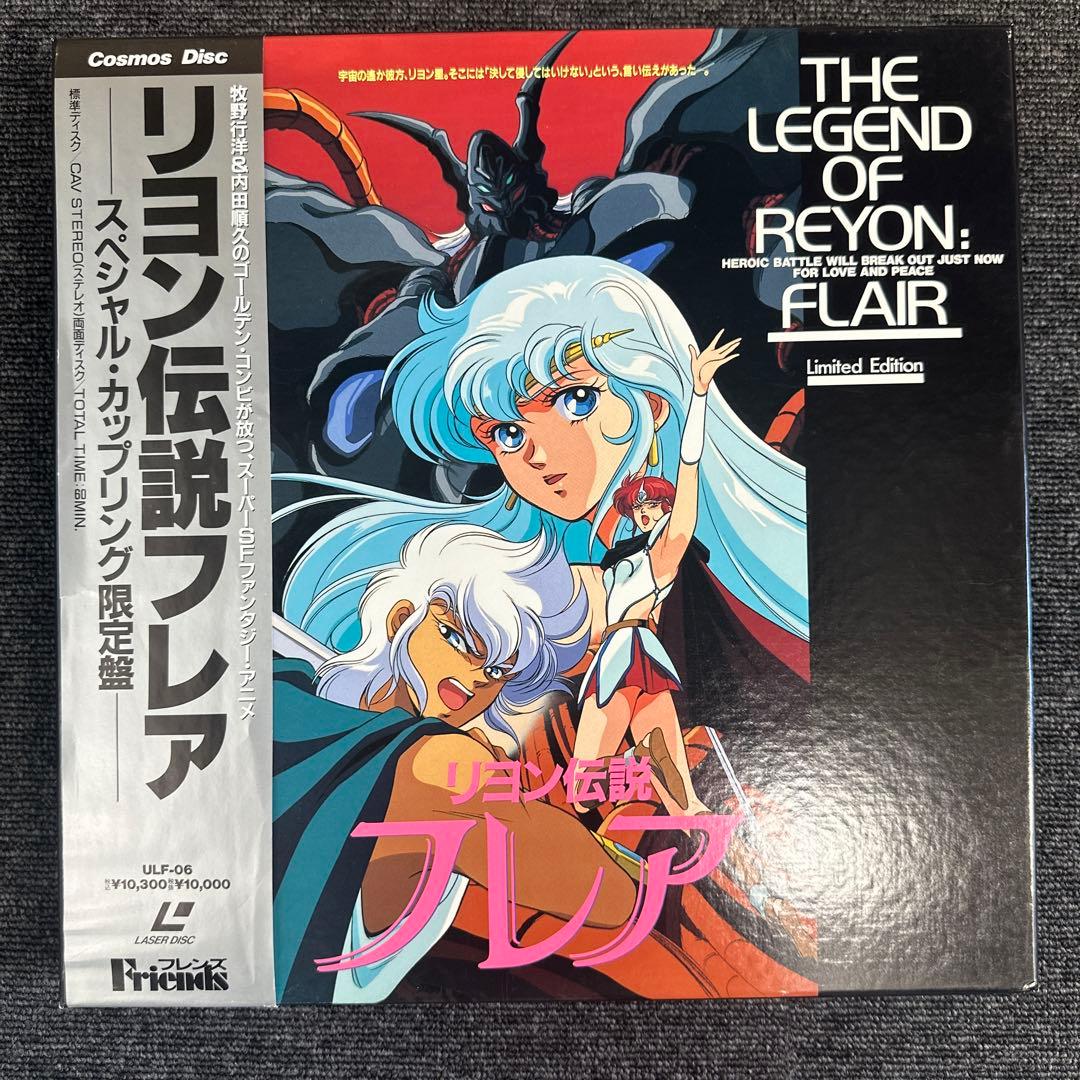 Cosmos Disc
リヨン伝説フレア
スペシャル・カップリング限定盤
牧野行洋&内田順久のゴールデン・コンビが放つ、スーパーSFファンタジー・アニメ
標準ディスク/CAV STEREO(ステレオ)両面ディスク/TOTAL TIME:60MIN.
ULF-06
税込¥10,300税抜¥10,000
LASER DISC
フレンズ
Friends
宇宙の遙か彼方、リヨン星。そこには「決して侵してはいけない」という、言い伝えがあった…。
THE
LEGEND
OF
REYON:
HEROIC BATTLE WILL BREAK OUT JUST NOW
FOR LOVE AND PEACE
FLAIR
Limited Edition
リヨン伝説
フレア